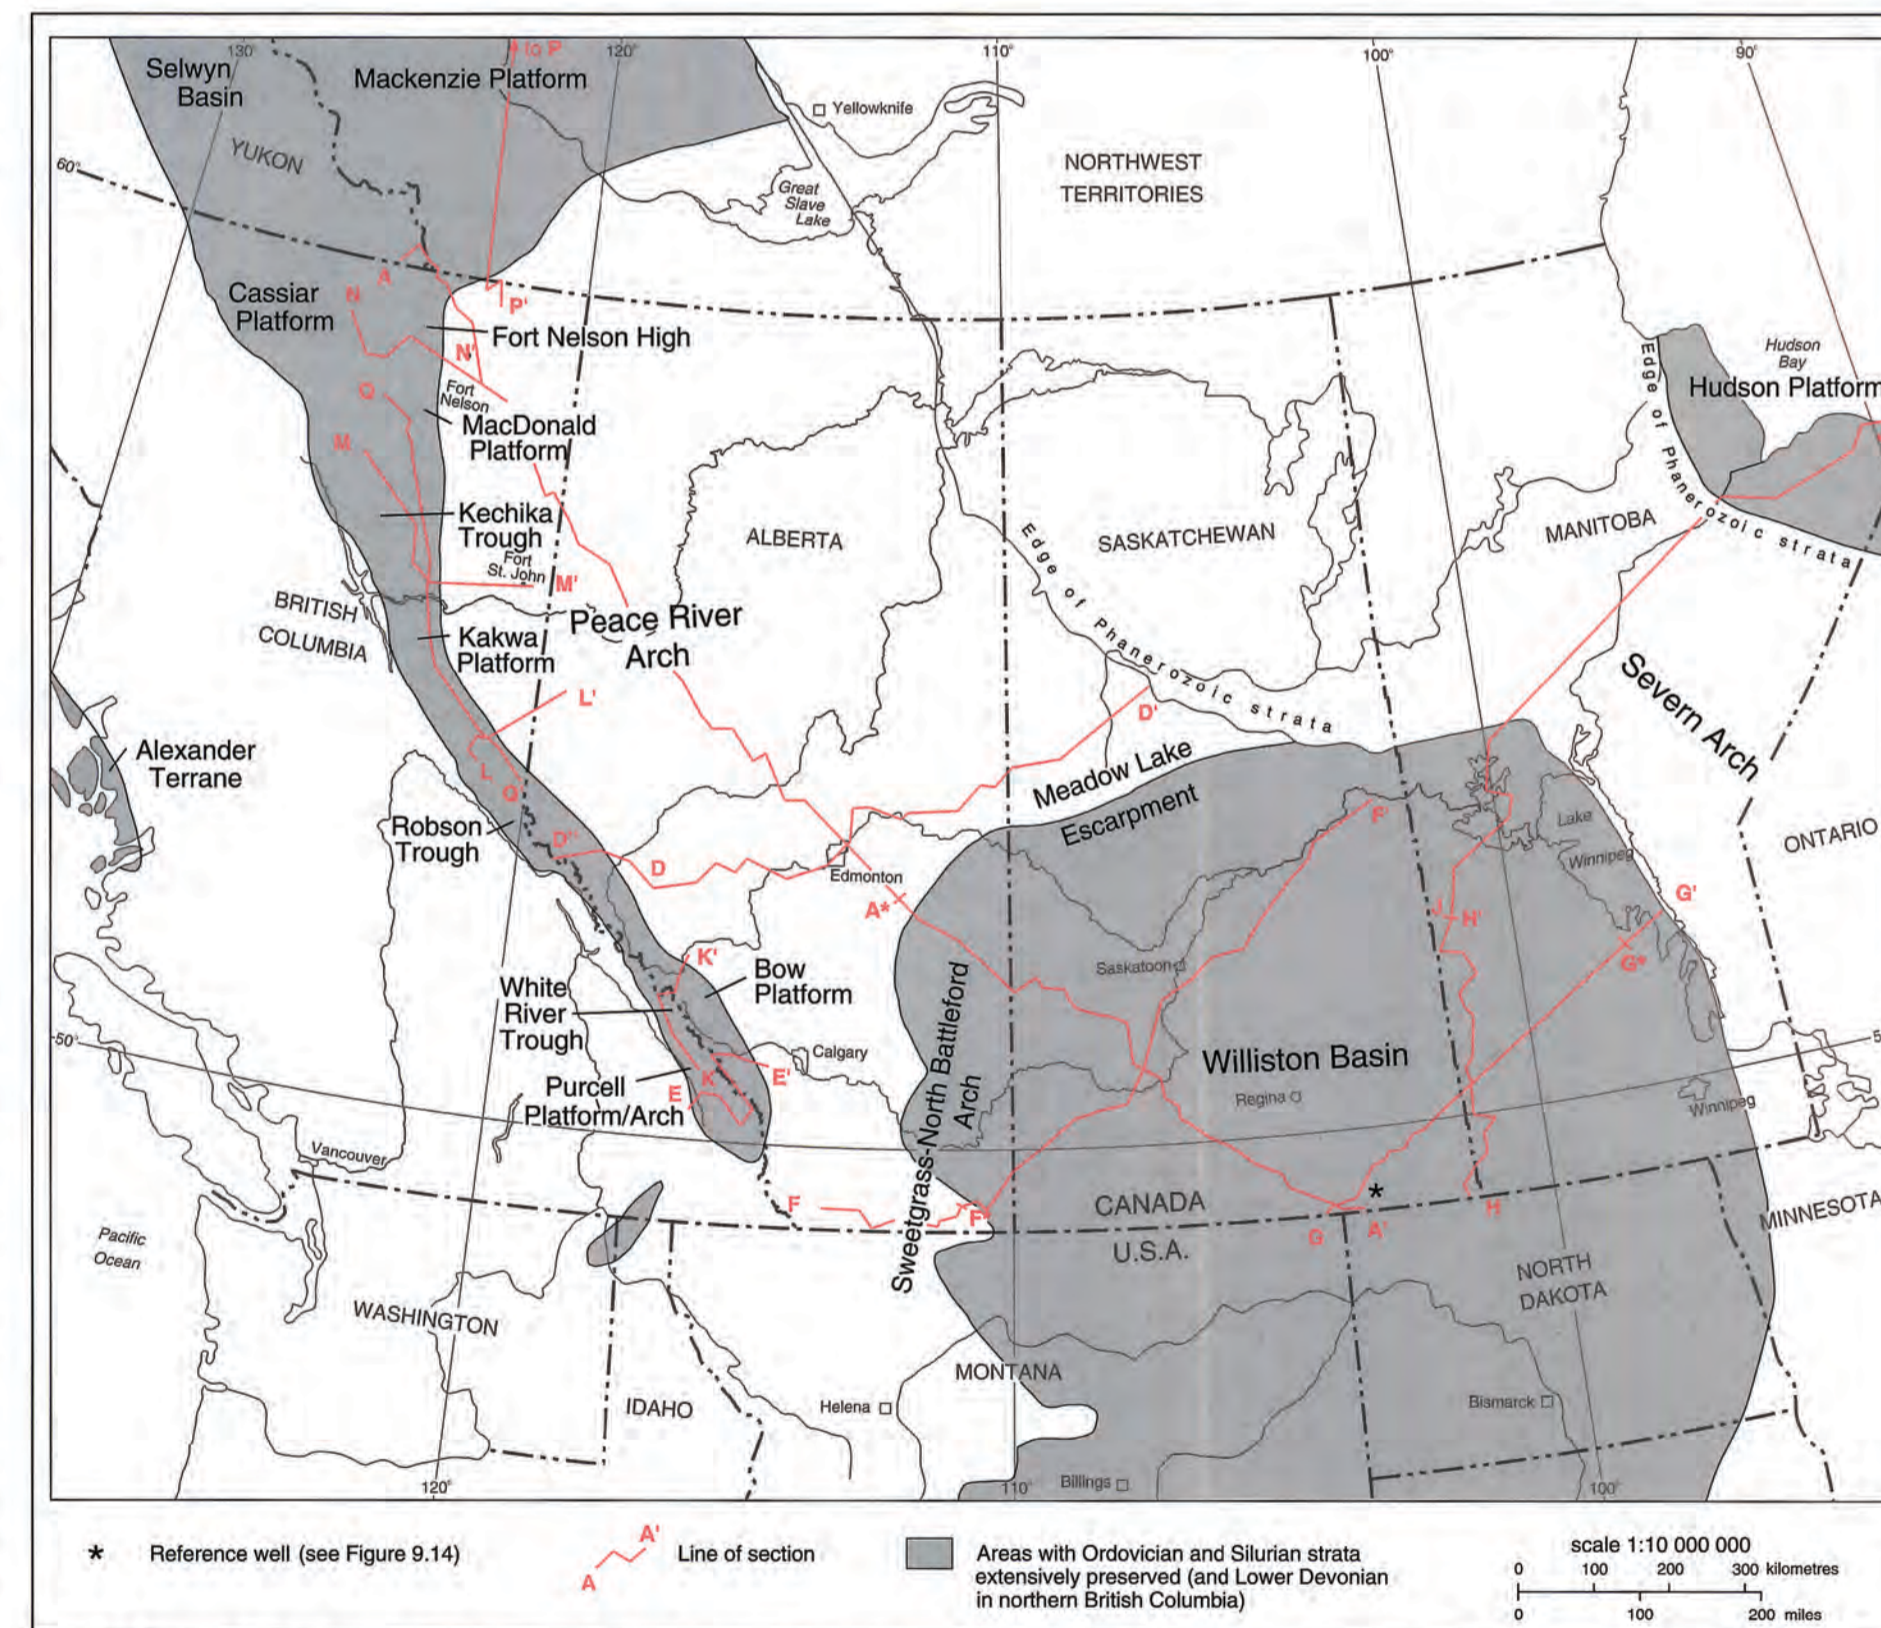 130°
to P
120°
110°
100°
90°
Selwyn
Basin
Mackenzie Platform
Yellowknife
YUKON
60°
NORTHWEST
TERRITORIES
Great
Slave
Lake
A
N
P'
Cassiar
Platform
Fort Nelson High
N'
Hudson
Bay
Hudson Platform
Edge of Phanerozoic strata
Q
Fort
Nelson
MacDonald
Platform
M
Kechika
Trough
Fort
St. John
M'
ALBERTA
SASKATCHEWAN
MANITOBA
Edge of Phanerozoic strata
BRITISH
COLUMBIA
Peace River
Arch
Kakwa
Platform
L'
Severn Arch
D'
Alexander
Terrane
L
Q
Meadow Lake
Escarpment
Robson
Trough
D"
D
Edmonton
A*
F'
Lake
Winnipeg
ONTARIO
G'
J
H'
G*
K'
Saskatoon
Bow
Platform
White
River
Trough
50°
5
Calgary
Sweetgrass-North Battleford
Arch
Williston Basin
Purcell
Platform/Arch
K
E'
E
Regina
Winnipeg
Vancouver
F
F*
CANADA
U.S.A.
*
G
A'
H
MINNESOTA
Pacific
Ocean
NORTH
DAKOTA
WASHINGTON
MONTANA
IDAHO
Helena
Bismarck
Billings
120°
110°
100°
* Reference well (see Figure 9.14)
A A' Line of section
Areas with Ordovician and Silurian strata
extensively preserved (and Lower Devonian
in northern British Columbia)
scale 1:10 000 000
0 100 200 300 kilometres
0 100 200 miles